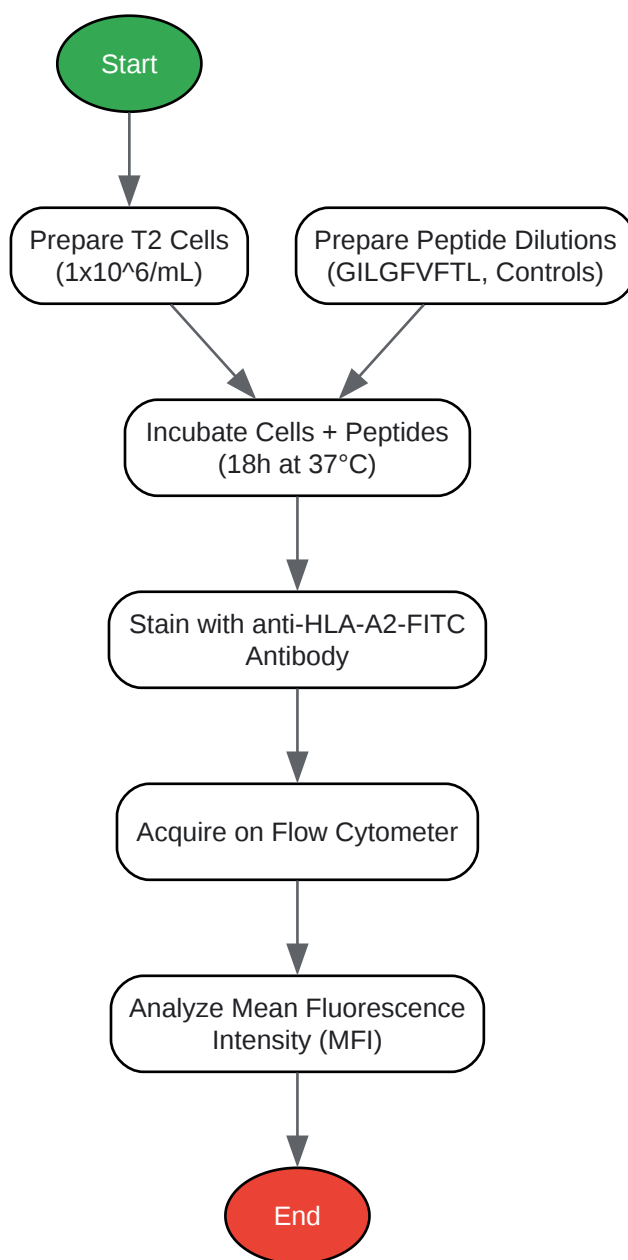 Start
Prepare T2 Cells
(1x10^6/mL)
Prepare Peptide Dilutions
(GILGFVFTL, Controls)
Incubate Cells + Peptides
(18h at 37°C)
Stain with anti-HLA-A2-FITC
Antibody
Acquire on Flow Cytometer
Analyze Mean Fluorescence
Intensity (MFI)
End